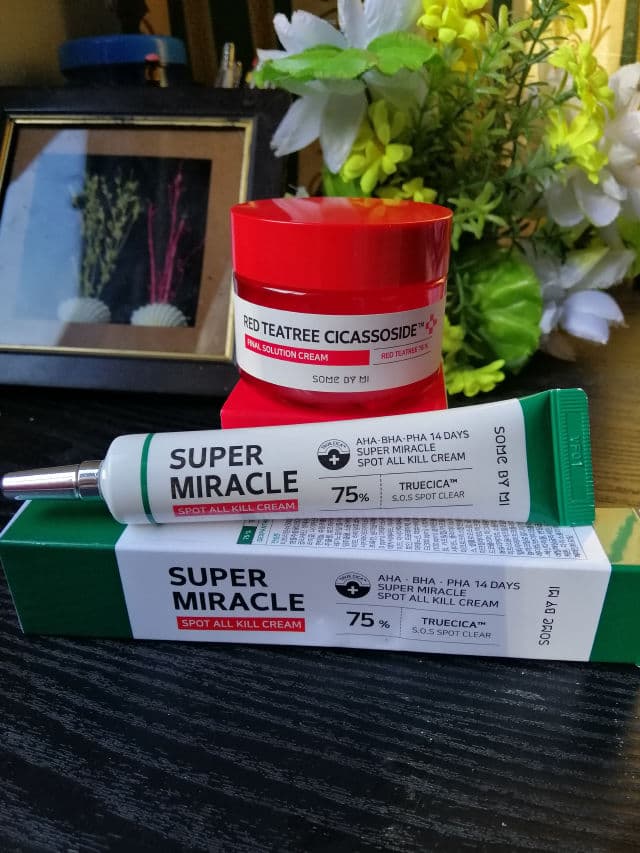 RED TEATREE CICASSOSIDE™
FINAL SOLUTION CREAM
RED TEATREE
SOME BY MI
SUPER
MIRACLE
SPOT ALL KILL CREAM
AHA·BHA·PHA 14 DAYS
SUPER MIRACLE
SPOT ALL KILL CREAM
75%
TRUECICA™
S.O.S SPOT CLEAR
SOME BY MI
SUPER
MIRACLE
SPOT ALL KILL CREAM
AHA · BHA · PHA 14 DAYS
SUPER MIRACLE
SPOT ALL KILL CREAM
75 %
TRUECICA™
S.O.S SPOT CLEAR
SOME BY MI